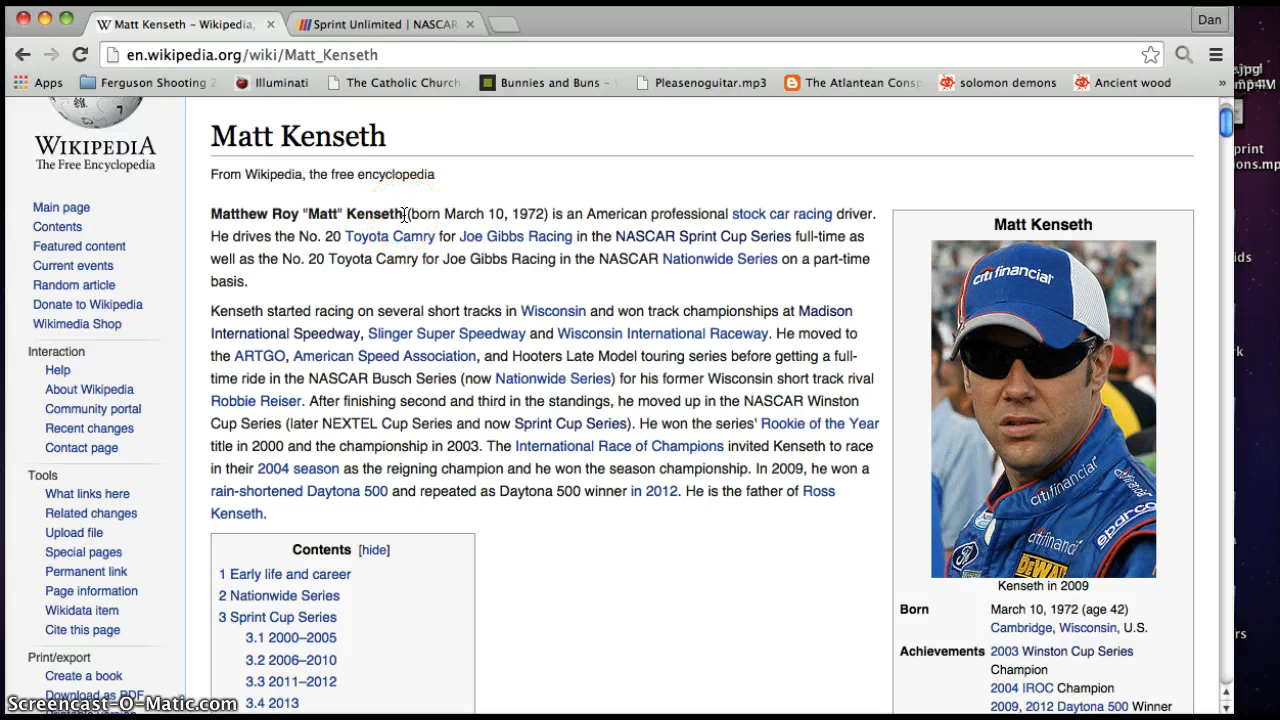 Matt Kenseth – Wikipedia,
Sprint Unlimited | NASCAR
Dan
en.wikipedia.org/wiki/Matt_Kenseth
Apps
Ferguson Shooting 2
Illuminati
The Catholic Church
Bunnies and Buns –
Pleasenoguitar.mp3
The Atlantean Consp
solomon demons
Ancient wood
»
WIKIPEDIA
The Free Encyclopedia
Main page
Contents
Featured content
Current events
Random article
Donate to Wikipedia
Wikimedia Shop
Interaction
Help
About Wikipedia
Community portal
Recent changes
Contact page
Tools
What links here
Related changes
Upload file
Special pages
Permanent link
Page information
Wikidata item
Cite this page
Print/export
Create a book
Download as PDF
Matt Kenseth
From Wikipedia, the free encyclopedia
Matthew Roy "Matt" Kenseth (born March 10, 1972) is an American professional stock car racing driver.
He drives the No. 20 Toyota Camry for Joe Gibbs Racing in the NASCAR Sprint Cup Series full-time as
well as the No. 20 Toyota Camry for Joe Gibbs Racing in the NASCAR Nationwide Series on a part-time
basis.
Kenseth started racing on several short tracks in Wisconsin and won track championships at Madison
International Speedway, Slinger Super Speedway and Wisconsin International Raceway. He moved to
the ARTGO, American Speed Association, and Hooters Late Model touring series before getting a full-
time ride in the NASCAR Busch Series (now Nationwide Series) for his former Wisconsin short track rival
Robbie Reiser. After finishing second and third in the standings, he moved up in the NASCAR Winston
Cup Series (later NEXTEL Cup Series and now Sprint Cup Series). He won the series' Rookie of the Year
title in 2000 and the championship in 2003. The International Race of Champions invited Kenseth to race
in their 2004 season as the reigning champion and he won the season championship. In 2009, he won a
rain-shortened Daytona 500 and repeated as Daytona 500 winner in 2012. He is the father of Ross
Kenseth.
Contents [hide]
1 Early life and career
2 Nationwide Series
3 Sprint Cup Series
3.1 2000–2005
3.2 2006–2010
3.3 2011–2012
3.4 2013
Matt Kenseth
citifinancial
citifinancial
citifinancial
eparco
Ford
DEWA
Kenseth in 2009
Born March 10, 1972 (age 42)
Cambridge, Wisconsin, U.S.
Achievements 2003 Winston Cup Series
Champion
2004 IROC Champion
2009, 2012 Daytona 500 Winner
.jpg
mp4
print
ons.mp
ids
rk
rs
Screencast-O-Matic.com